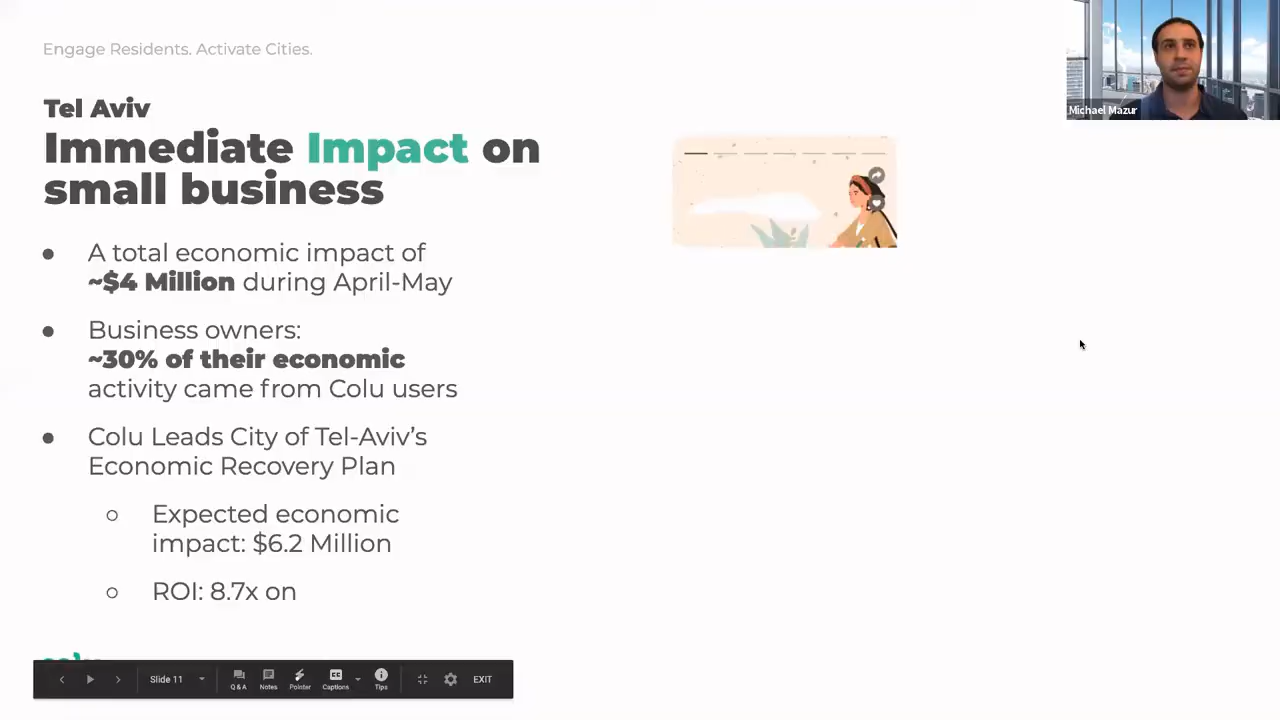 Engage Residents. Activate Cities.
Michael Mazur
Tel Aviv
Immediate Impact on
small business
● A total economic impact of
~$4 Million during April-May
● Business owners:
~30% of their economic
activity came from Colu users
● Colu Leads City of Tel-Aviv’s
Economic Recovery Plan
○ Expected economic
impact: $6.2 Million
○ ROI: 8.7x on
Slide 11
Q & A
Notes
Pointer
CC
Captions
Tips
EXIT